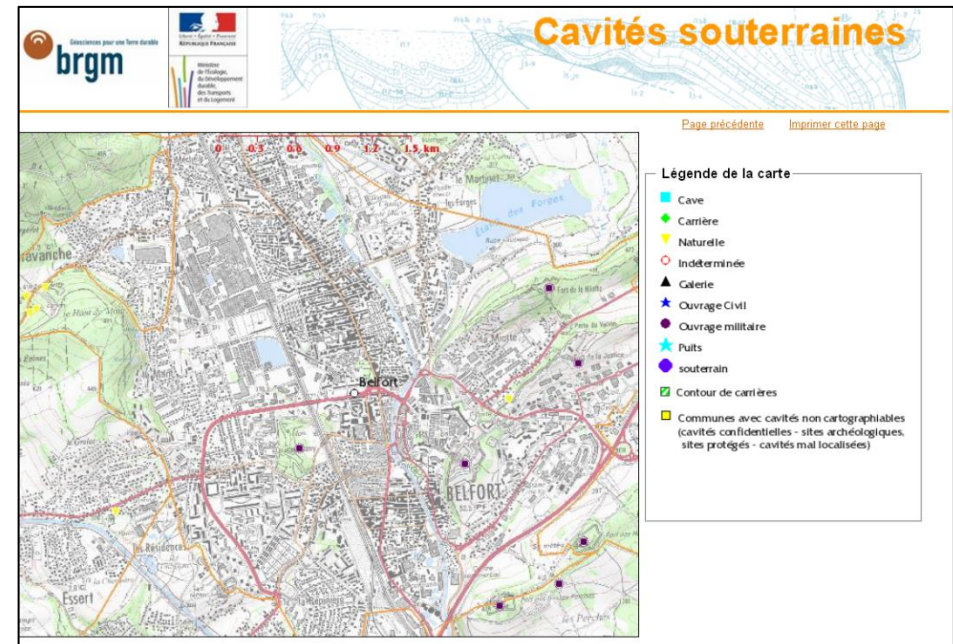 Géosciences pour une Terre durable
brgm
Liberté • Égalité • Fraternité
RÉPUBLIQUE FRANÇAISE
Ministère
de l'Écologie,
du Développement
durable,
des Transports
et du Logement
Cavités souterraines
Page précédente
Imprimer cette page
0 0.3 0.6 0.9 1.2 1.5 km
le Martinet
les Forges
Étang des Forges
Fort de la Miotte
Miotte
de la Justice
Belfort
BELFORT
les Résidences
Essert
les Perches
Légende de la carte
Cave
Carrière
Naturelle
Indéterminée
Galerie
Ouvrage Civil
Ouvrage militaire
Puits
souterrain
Contour de carrières
Communes avec cavités non cartographiables
(cavités confidentielles - sites archéologiques,
sites protégés - cavités mal localisées)